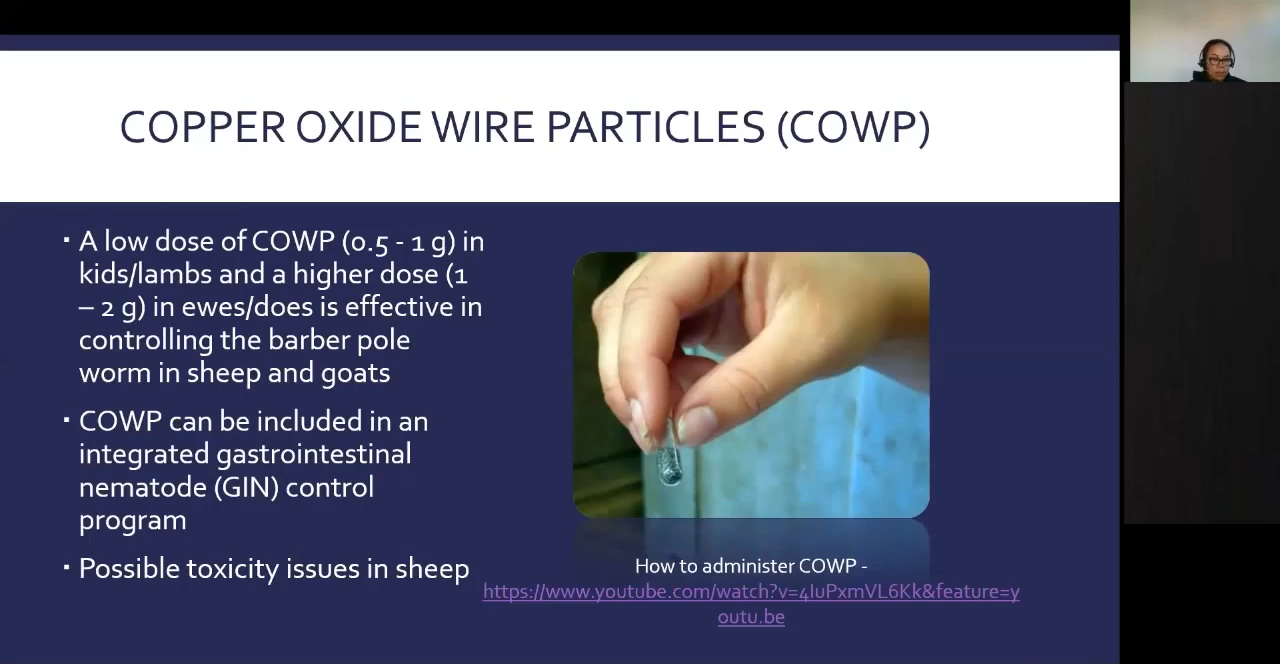 COPPER OXIDE WIRE PARTICLES (COWP)
▪ A low dose of COWP (0.5 - 1 g) in
kids/lambs and a higher dose (1
– 2 g) in ewes/does is effective in
controlling the barber pole
worm in sheep and goats
▪ COWP can be included in an
integrated gastrointestinal
nematode (GIN) control
program
▪ Possible toxicity issues in sheep
How to administer COWP -
https://www.youtube.com/watch?v=4IuPxmVL6Kk&feature=y
outu.be